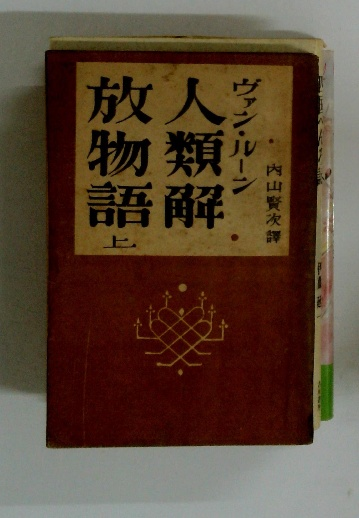 ヴァン・ルーン
内山賢次譯
人類解
放物語
上